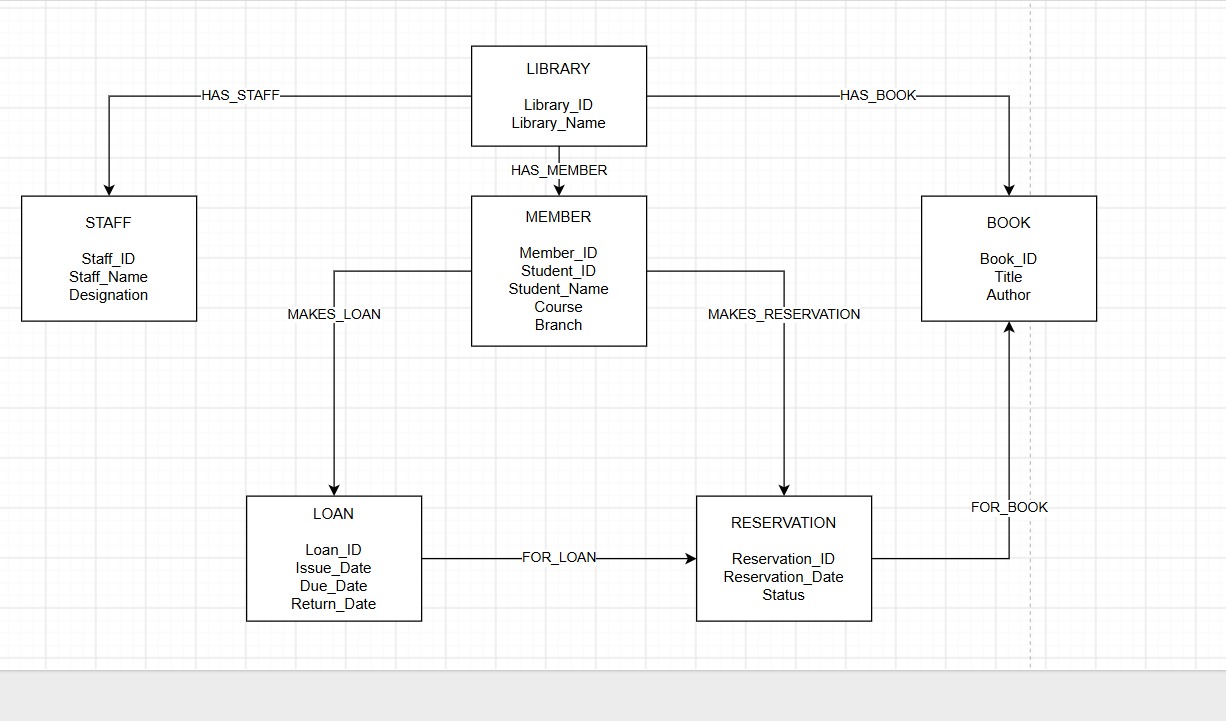 LIBRARY
Library_ID
Library_Name
HAS_STAFF
HAS_BOOK
HAS_MEMBER
STAFF
Staff_ID
Staff_Name
Designation
MEMBER
Member_ID
Student_ID
Student_Name
Course
Branch
BOOK
Book_ID
Title
Author
MAKES_LOAN
MAKES_RESERVATION
LOAN
Loan_ID
Issue_Date
Due_Date
Return_Date
FOR_LOAN
RESERVATION
Reservation_ID
Reservation_Date
Status
FOR_BOOK